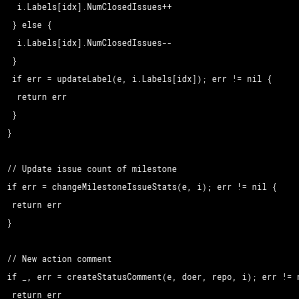 i.Labels[idx].NumClosedIssues++
} else {
i.Labels[idx].NumClosedIssues--
}
if err = updateLabel(e, i.Labels[idx]); err != nil {
return err
}
}
// Update issue count of milestone
if err = changeMilestoneIssueStats(e, i); err != nil {
return err
}
// New action comment
if _, err = createStatusComment(e, doer, repo, i); err !=
return err